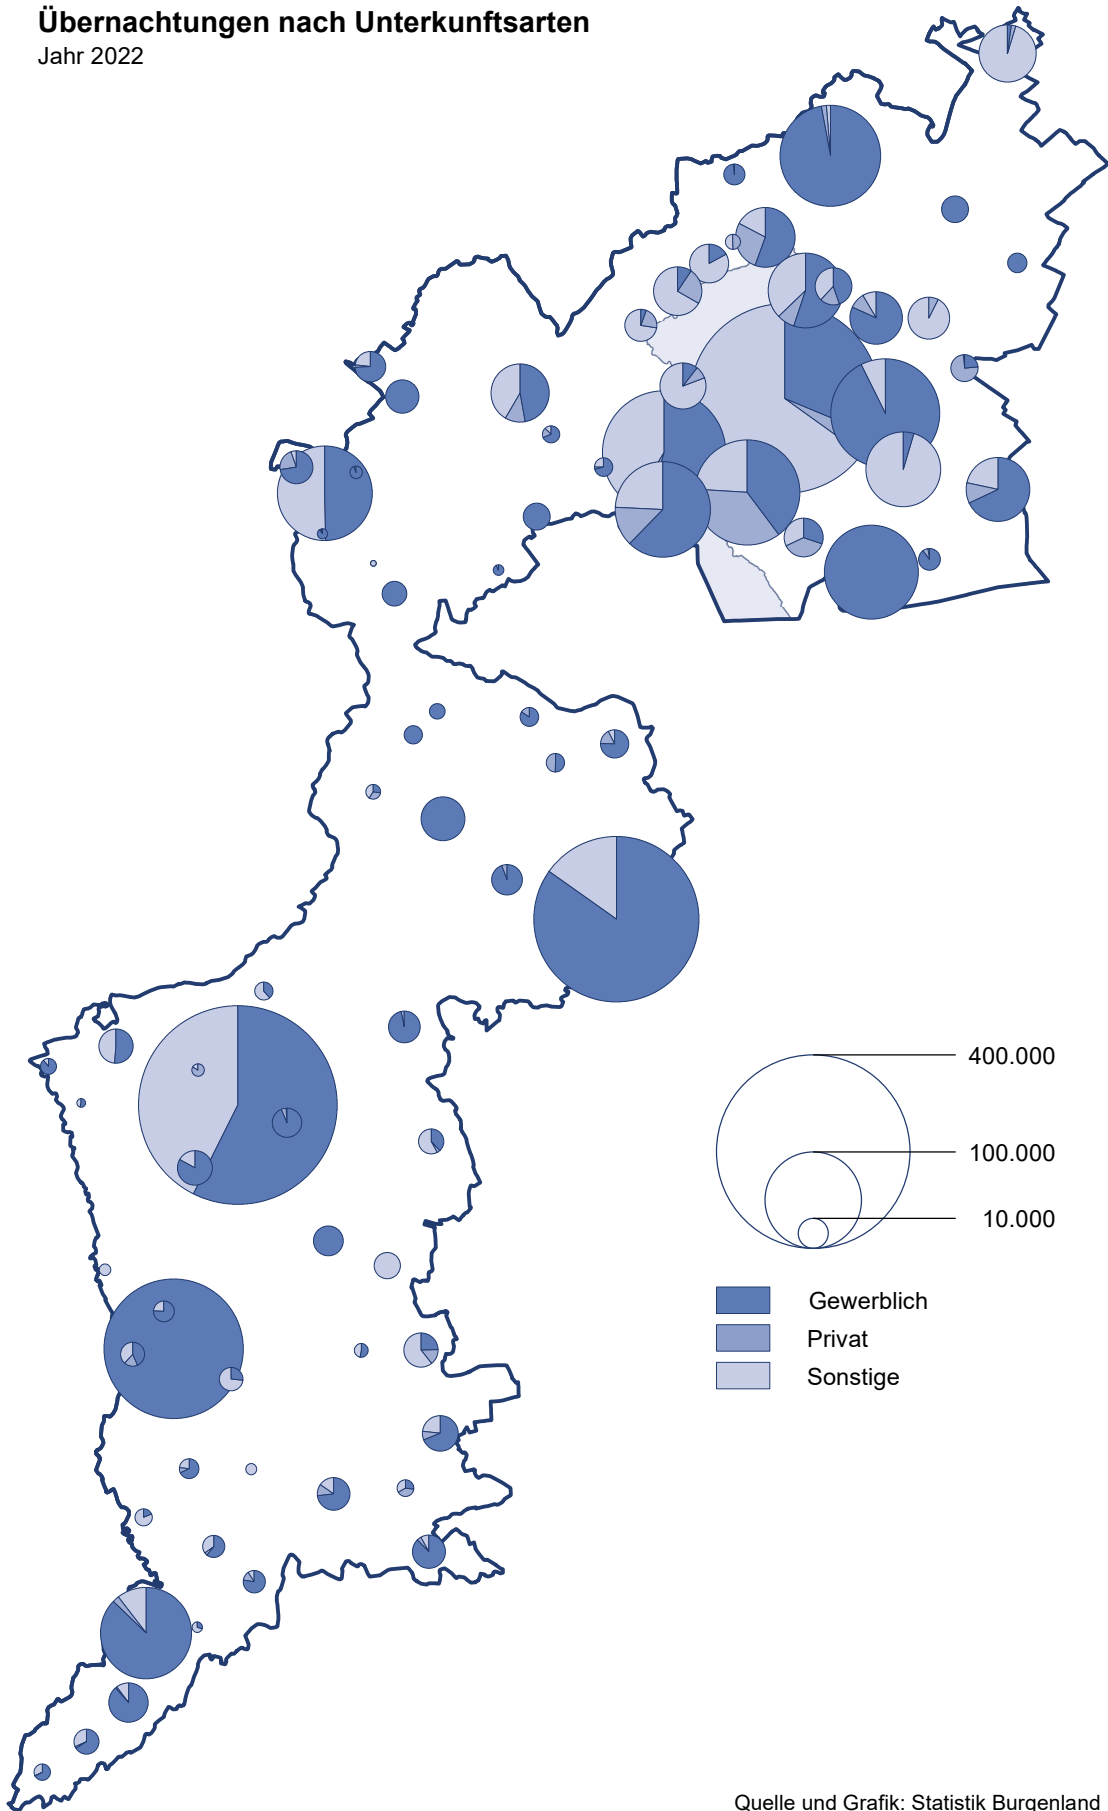 Übernachtungen nach Unterkunftsarten
Jahr 2022
400.000
100.000
10.000
Gewerblich
Privat
Sonstige
Quelle und Grafik: Statistik Burgenland